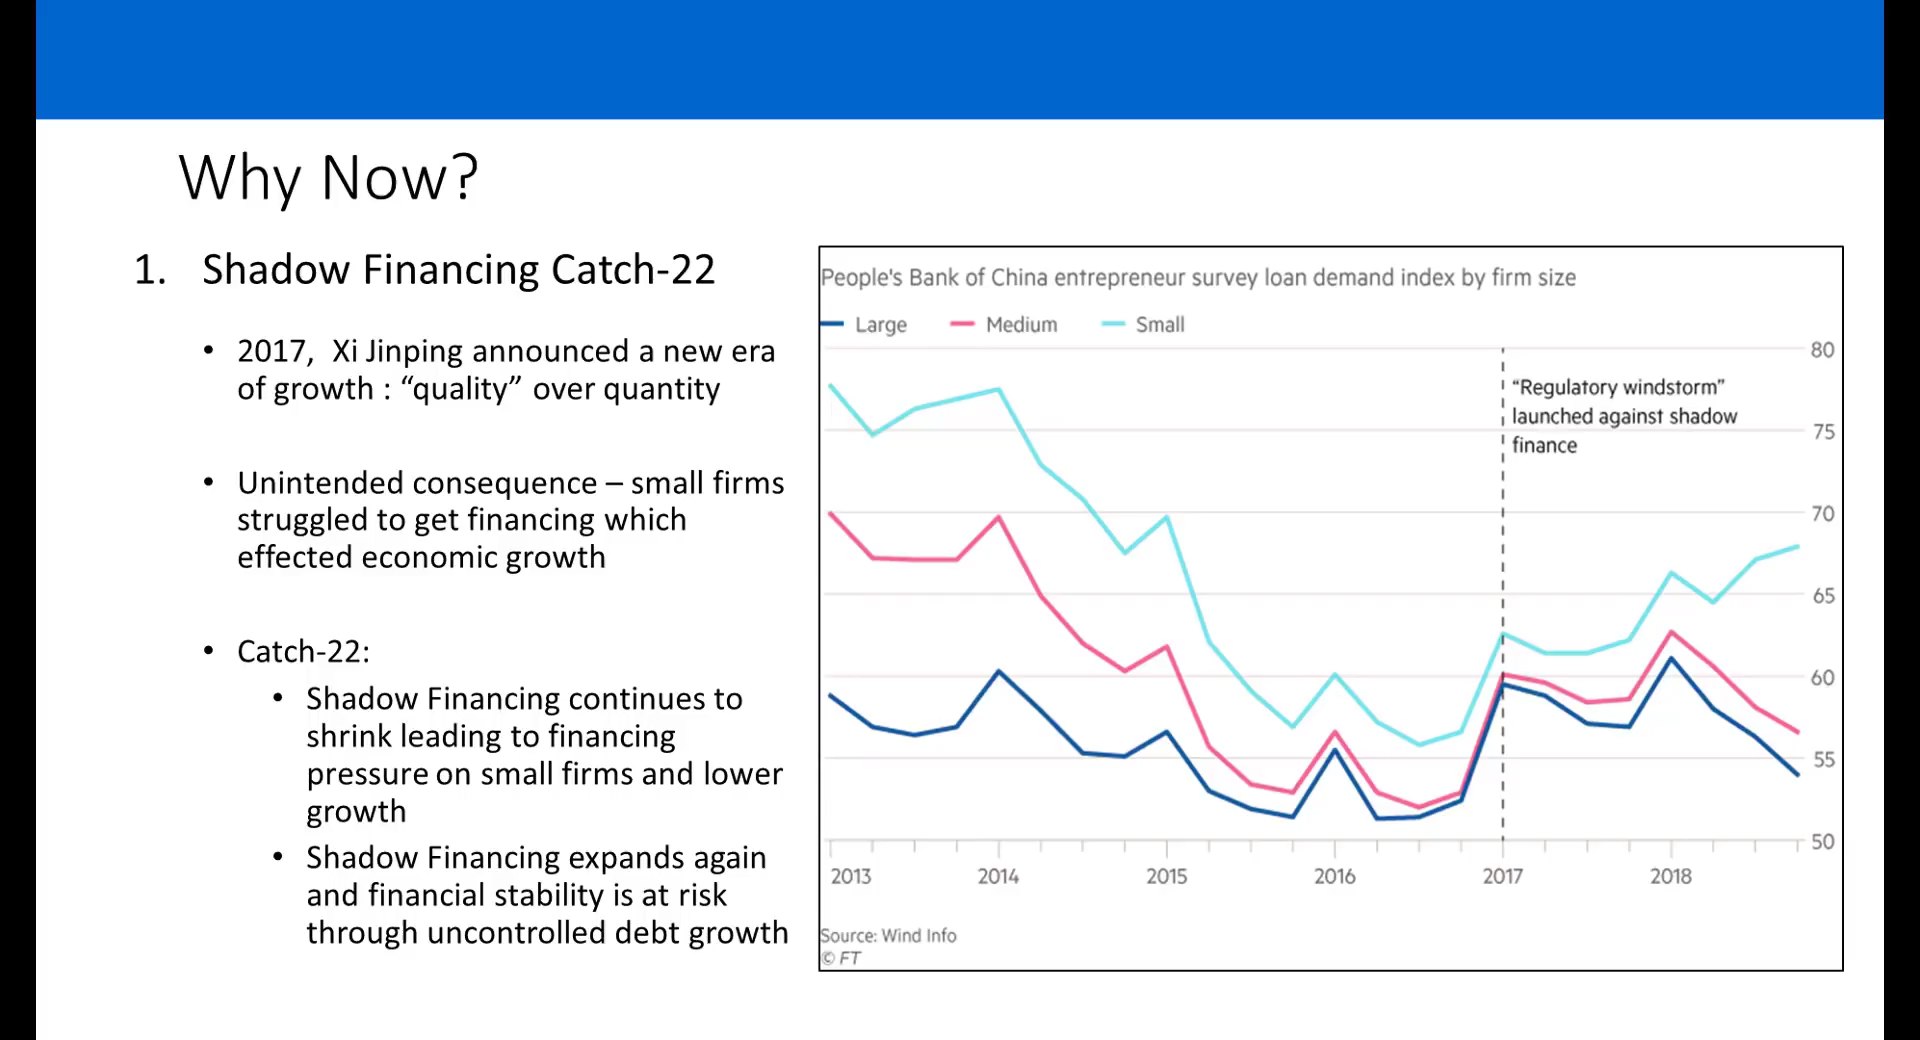 Why Now?
1. Shadow Financing Catch-22
• 2017, Xi Jinping announced a new era
of growth : “quality” over quantity
• Unintended consequence – small firms
struggled to get financing which
effected economic growth
• Catch-22:
• Shadow Financing continues to
shrink leading to financing
pressure on small firms and lower
growth
• Shadow Financing expands again
and financial stability is at risk
through uncontrolled debt growth
People's Bank of China entrepreneur survey loan demand index by firm size
Large Medium Small
80
“Regulatory windstorm”
launched against shadow
finance
75
70
65
60
55
50
2013 2014 2015 2016 2017 2018
Source: Wind Info
© FT